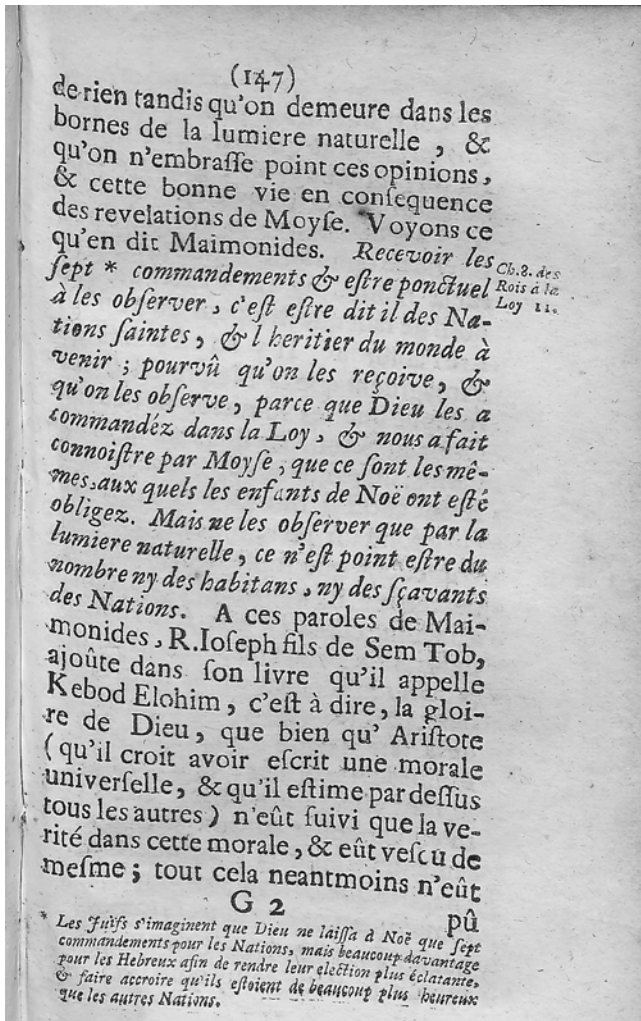 (147)
de rien tandis qu'on demeure dans les
bornes de la lumiere naturelle, &
qu'on n'embraſſe point ces opinions,
& cette bonne vie en conſequence
des revelations de Moyſe. Voyons ce
qu'en dit Maimonides. Recevoir les
ſept * commandements & eſtre ponctuel
à les obſerver, c'eſt eſtre dit il des Na-
tions ſaintes, & l heritier du monde à
venir; pourvû qu'on les reçoive, &
qu'on les obſerve, parce que Dieu les a
commandéz dans la Loy, & nous a fait
connoiſtre par Moyſe, que ce ſont les mê-
mes, aux quels les enfants de Noë ont eſté
obligez. Mais ne les obſerver que par la
lumiere naturelle, ce n'eſt point eſtre du
nombre ny des habitans, ny des ſçavants
des Nations. A ces paroles de Mai-
monides, R. Ioſeph fils de Sem Tob,
ajoûte dans ſon livre qu'il appelle
Kebod Elohim, c'eſt à dire, la gloi-
re de Dieu, que bien qu' Ariſtote
(qu'il croit avoir eſcrit une morale
univerſelle, & qu'il eſtime par deſſus
tous les autres) n'eût ſuivi que la ve-
rité dans cette morale, & eût veſcu de
meſme; tout cela neantmoins n'eût
G 2
pû
Ch. 8. des
Rois à la
Loy 11.
* Les Juifs s'imaginent que Dieu ne laiſſa à Noë que ſept
commandements pour les Nations, mais beaucoup davantage
pour les Hebreux afin de rendre leur election plus éclatante,
& faire accroire qu'ils eſtoient de beaucoup plus heureux
que les autres Nations.